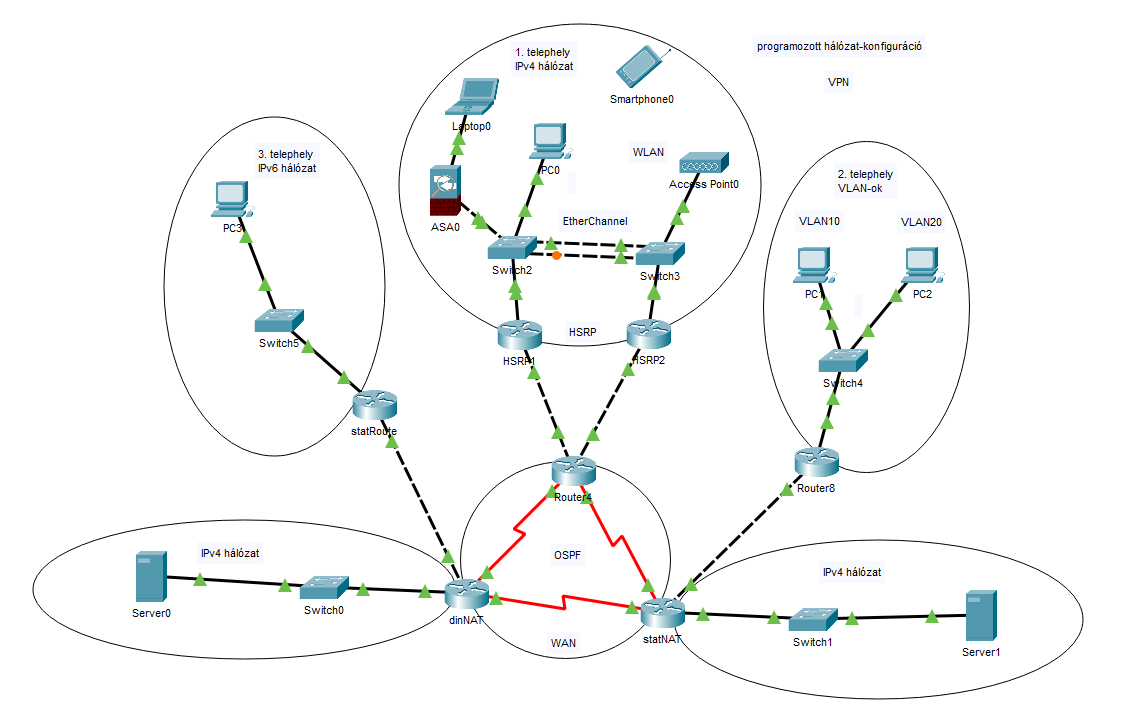 programozott hálózat-konfiguráció
VPN
1. telephely
IPv4 hálózat
Smartphone0
Laptop0
PC0
WLAN
Access Point0
ASA0
EtherChannel
Switch2
Switch3
HSRP
HSRP1
HSRP2
3. telephely
IPv6 hálózat
PC3
Switch5
statRoute
2. telephely
VLAN-ok
VLAN10
VLAN20
PC1
PC2
Switch4
Router8
Router4
OSPF
WAN
dinNAT
statNAT
IPv4 hálózat
Server0
Switch0
IPv4 hálózat
Switch1
Server1